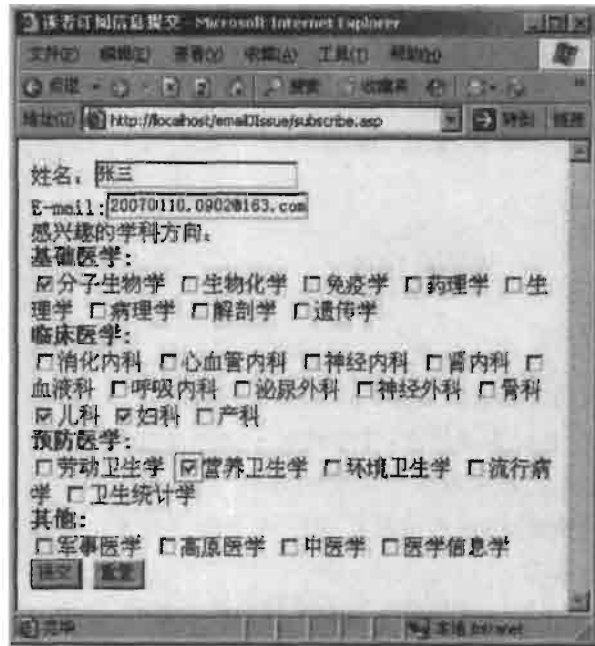 读者订阅信息提交 - Microsoft Internet Explorer
文件(F) 编辑(E) 查看(V) 收藏(A) 工具(T) 帮助(H)
后退 搜索 收藏夹
地址(D) http://localhost/emailIssue/subscribe.asp 转到 链接
姓名：张三
E-mail:20070110.0902@163.com
感兴趣的学科方向：
基础医学：
分子生物学 生物化学 免疫学 药理学 生
理学 病理学 解剖学 遗传学
临床医学：
消化内科 心血管内科 神经内科 肾内科
血液科 呼吸内科 泌尿外科 神经外科 骨科
儿科 妇科 产科
预防医学：
劳动卫生学 营养卫生学 环境卫生学 流行病
学 卫生统计学
其他：
军事医学 高原医学 中医学 医学信息学
提交 重置
完毕 本地 Intranet